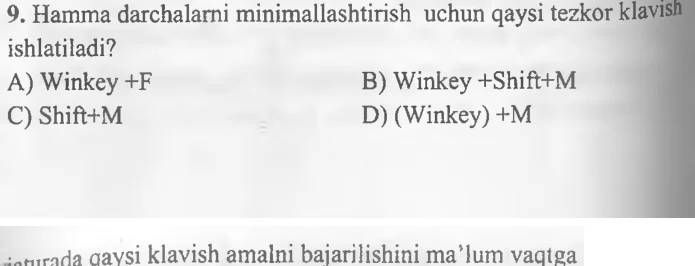 9. Hamma darchalarni minimallashtirish uchun qaysi tezkor klavish
ishlatiladi?
A) Winkey +F B) Winkey +Shift+M
C) Shift+M D) (Winkey) +M
qaysi klavish amalni bajarilishini ma’lum vaqtga